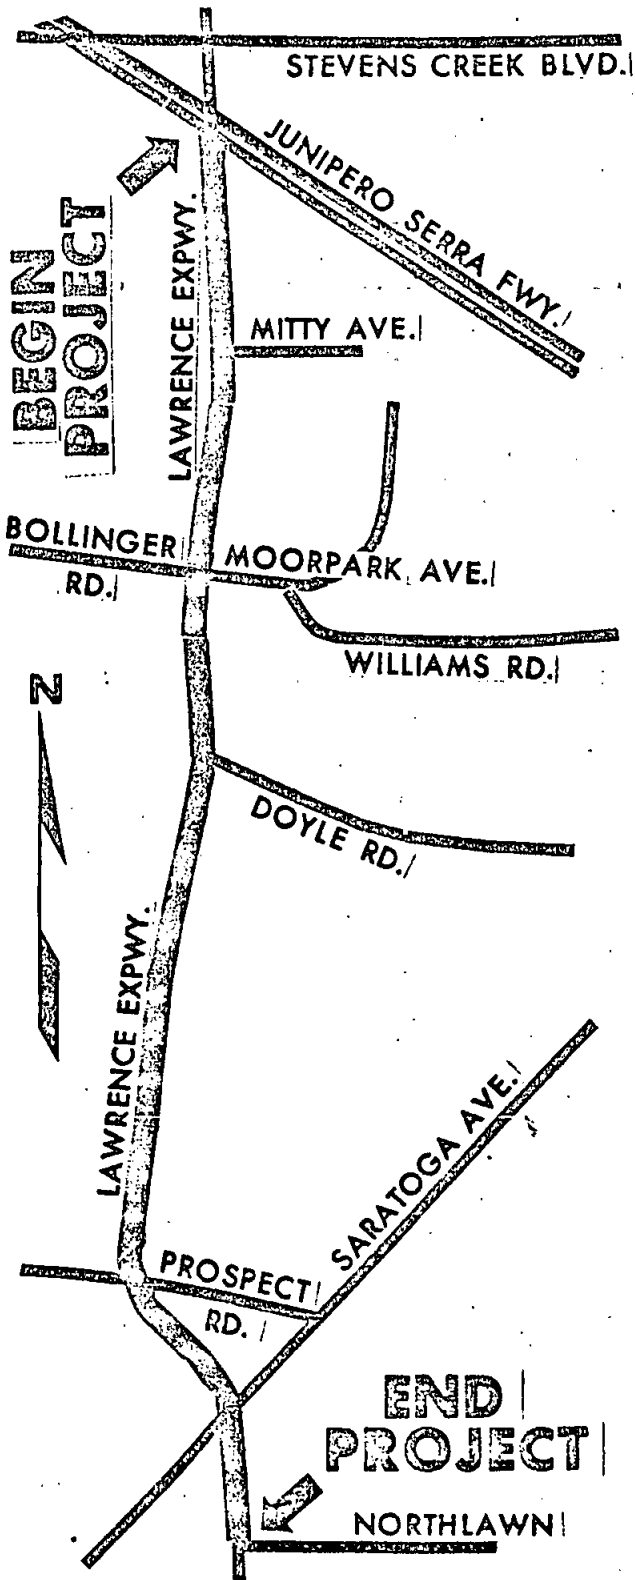 STEVENS CREEK BLVD.
JUNIPERO SERRA FWY.
BEGIN
PROJECT
LAWRENCE EXPWY.
MITTY AVE.
BOLLINGER
RD.
MOORPARK AVE.
WILLIAMS RD.
N
DOYLE RD.
LAWRENCE EXPWY.
SARATOGA AVE.
PROSPECT
RD.
END
PROJECT
NORTHLAWN